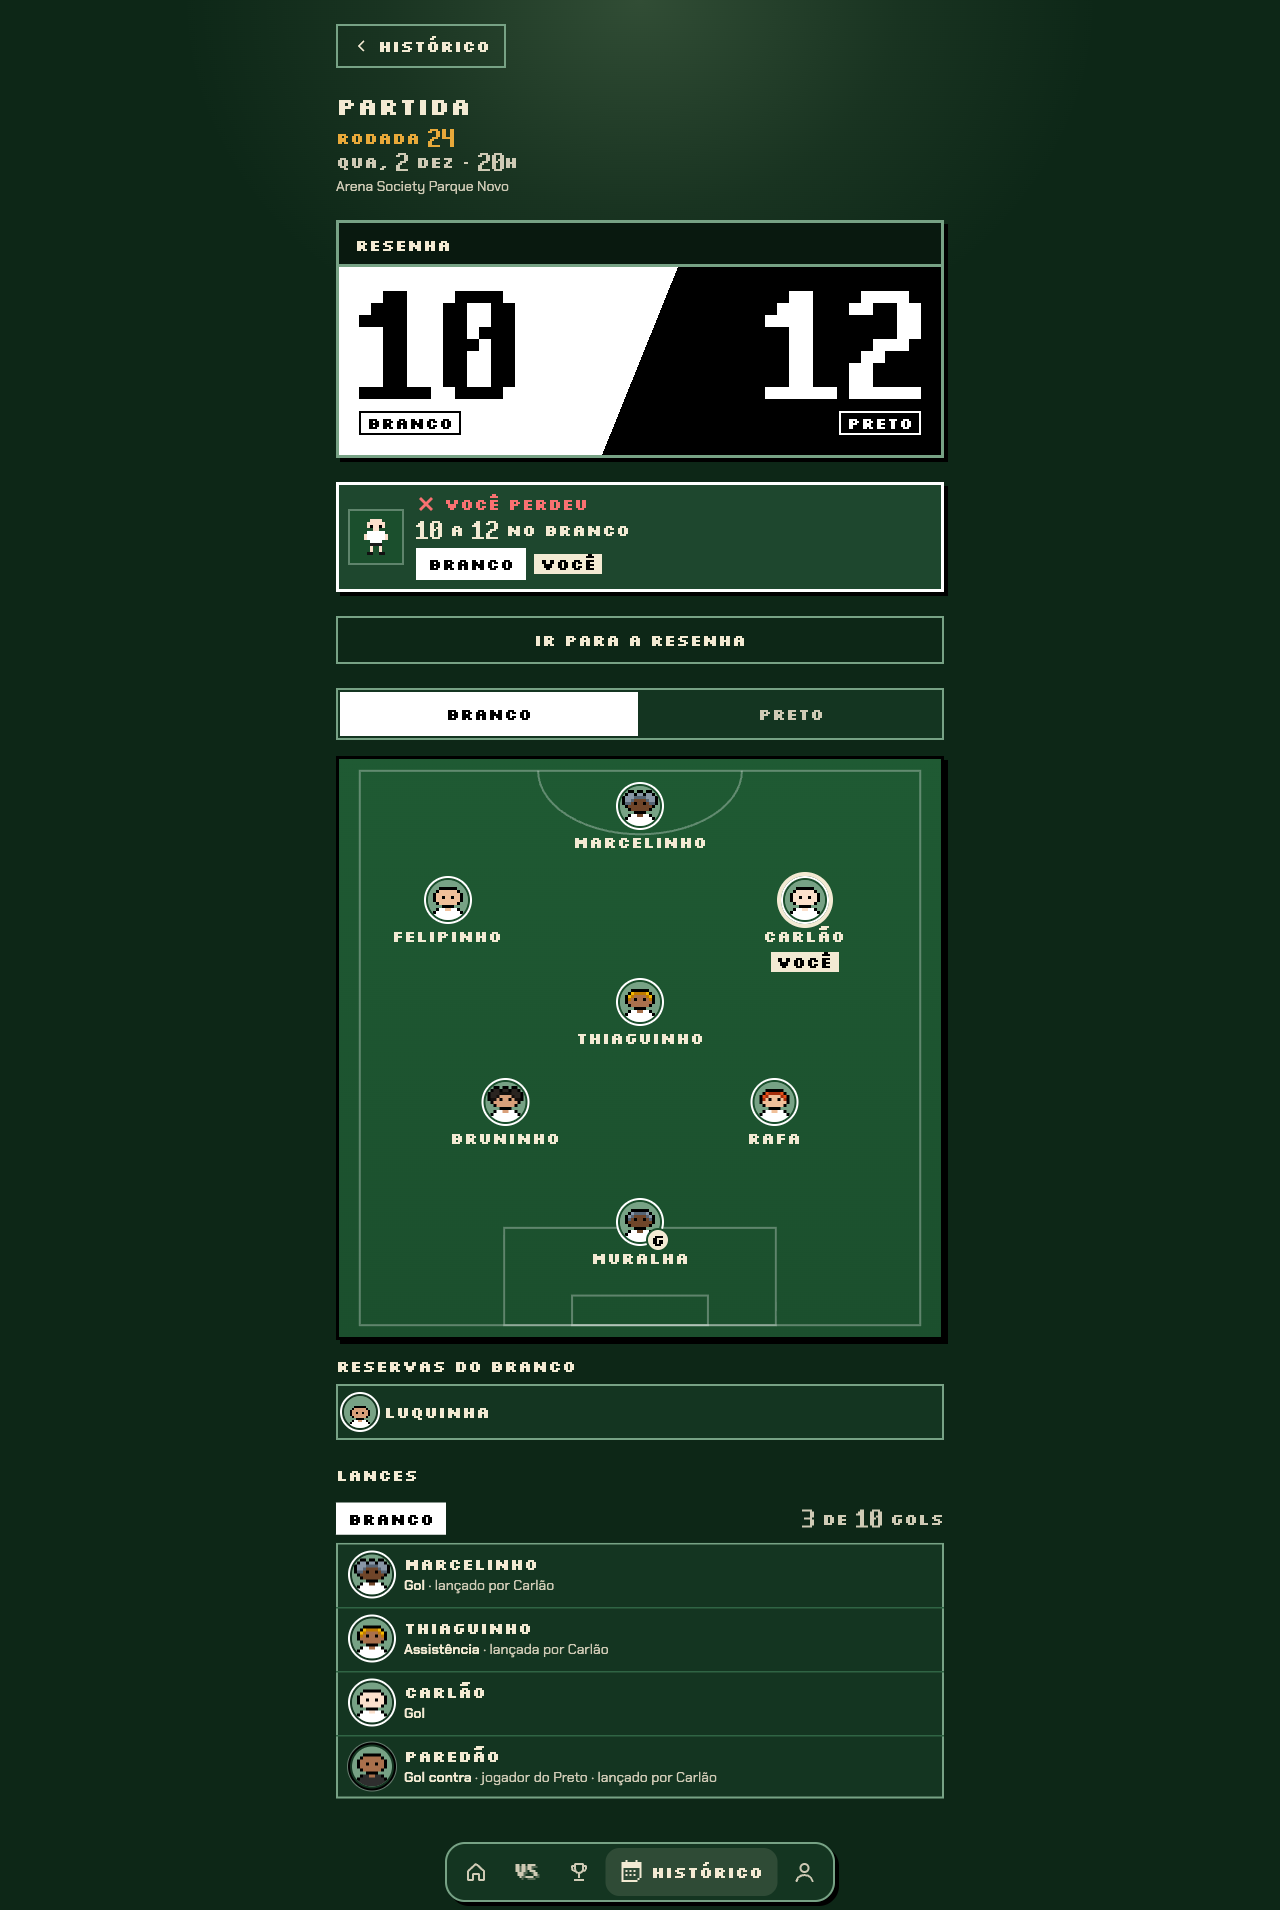 HISTÓRICO
PARTIDA
RODADA 24
QUA, 2 DEZ · 20H
Arena Society Parque Novo
RESENHA
10 12
BRANCO PRETO
VOCÊ PERDEU
10 A 12 NO BRANCO
BRANCO VOCÊ
IR PARA A RESENHA
BRANCO PRETO
MARCELINHO
FELIPINHO CARLÃO
VOCÊ
THIAGUINHO
BRUNINHO RAFA
G
MURALHA
RESERVAS DO BRANCO
LUQUINHA
LANCES
BRANCO 3 DE 10 GOLS
MARCELINHO
Gol · lançado por Carlão
THIAGUINHO
Assistência · lançada por Carlão
CARLÃO
Gol
PAREDÃO
Gol contra · jogador do Preto · lançado por Carlão
VS HISTÓRICO